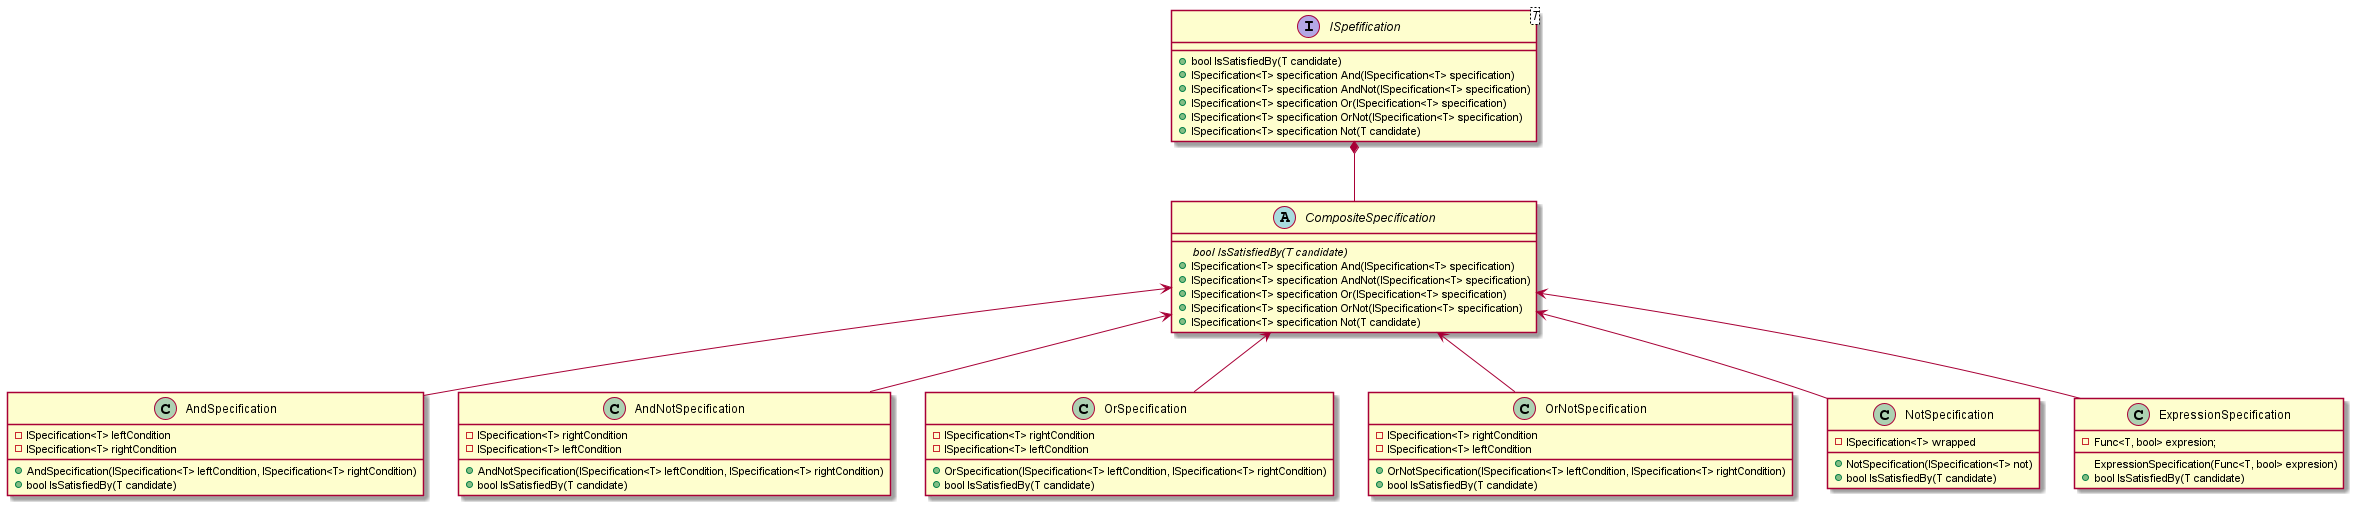 T
I ISpefification
bool IsSatisfiedBy(T candidate)
ISpecification<T> specification And(ISpecification<T> specification)
ISpecification<T> specification AndNot(ISpecification<T> specification)
ISpecification<T> specification Or(ISpecification<T> specification)
ISpecification<T> specification OrNot(ISpecification<T> specification)
ISpecification<T> specification Not(T candidate)
A CompositeSpecification
bool IsSatisfiedBy(T candidate)
ISpecification<T> specification And(ISpecification<T> specification)
ISpecification<T> specification AndNot(ISpecification<T> specification)
ISpecification<T> specification Or(ISpecification<T> specification)
ISpecification<T> specification OrNot(ISpecification<T> specification)
ISpecification<T> specification Not(T candidate)
C AndSpecification
ISpecification<T> leftCondition
ISpecification<T> rightCondition
AndSpecification(ISpecification<T> leftCondition, ISpecification<T> rightCondition)
bool IsSatisfiedBy(T candidate)
C AndNotSpecification
ISpecification<T> rightCondition
ISpecification<T> leftCondition
AndNotSpecification(ISpecification<T> leftCondition, ISpecification<T> rightCondition)
bool IsSatisfiedBy(T candidate)
C OrSpecification
ISpecification<T> rightCondition
ISpecification<T> leftCondition
OrSpecification(ISpecification<T> leftCondition, ISpecification<T> rightCondition)
bool IsSatisfiedBy(T candidate)
C OrNotSpecification
ISpecification<T> rightCondition
ISpecification<T> leftCondition
OrNotSpecification(ISpecification<T> leftCondition, ISpecification<T> rightCondition)
bool IsSatisfiedBy(T candidate)
C NotSpecification
ISpecification<T> wrapped
NotSpecification(ISpecification<T> not)
bool IsSatisfiedBy(T candidate)
C ExpressionSpecification
Func<T, bool> expresion;
ExpressionSpecification(Func<T, bool> expresion)
bool IsSatisfiedBy(T candidate)